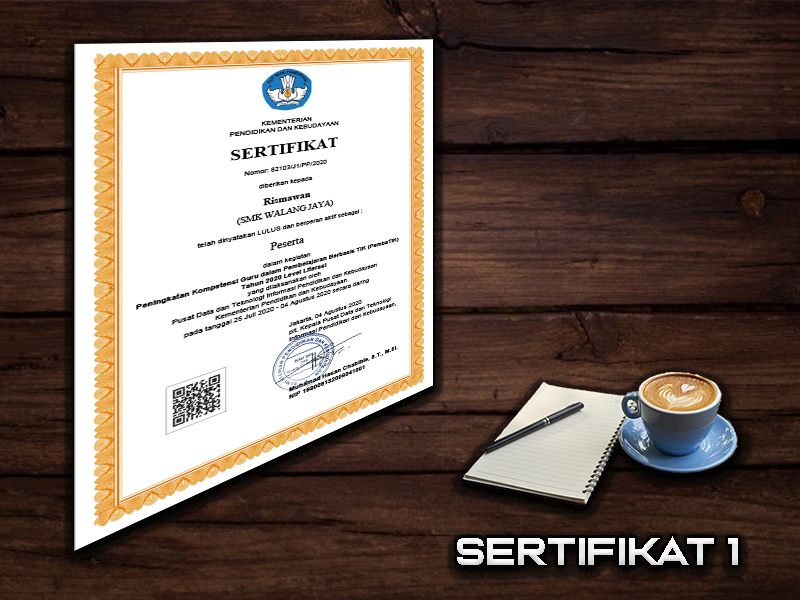 KEMENTERIAN
PENDIDIKAN DAN KEBUDAYAAN
SERTIFIKAT
Nomor: 82103/J1/PP/2020
diberikan kepada
Rismawan
(SMK WALANG JAYA)
telah dinyatakan LULUS dan berperan aktif sebagai :
Peserta
dalam kegiatan
Peningkatan Kompetensi Guru dalam Pembelajaran Berbasis TIK (PembaTIK)
Tahun 2020 Level Literasi
yang dilaksanakan oleh
Pusat Data dan Teknologi Informasi Pendidikan dan Kebudayaan
Kementerian Pendidikan dan Kebudayaan
pada tanggal 25 Juli 2020 - 04 Agustus 2020 secara daring
Jakarta, 04 Agustus 2020
plt. Kepala Pusat Data dan Teknologi
Informasi Pendidikan dan Kebudayaan,
Muhamad Hasan Chabibie, S.T., M.Si.
SERTIFIKAT 1